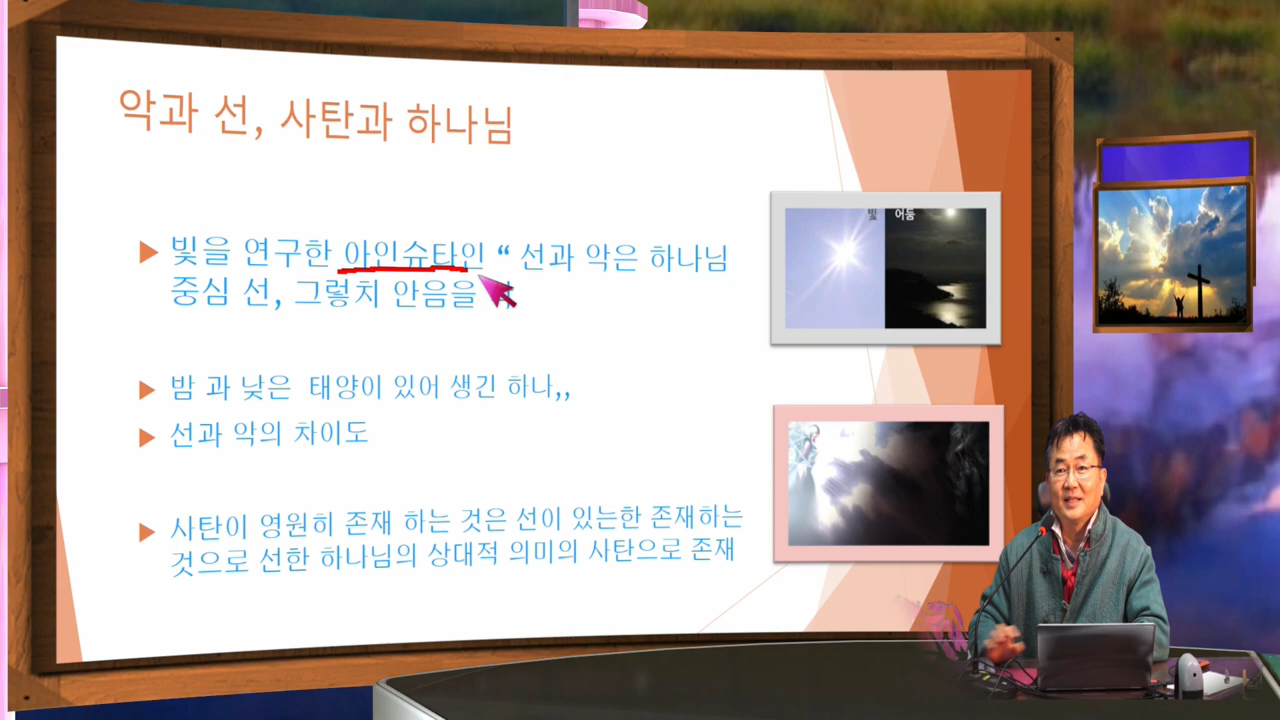 악과 선, 사탄과 하나님
빛을 연구한 아인슈타인 “ 선과 악은 하나님
중심 선, 그렇치 안음을
밤 과 낮은 태양이 있어 생긴 하나,,
선과 악의 차이도
사탄이 영원히 존재 하는 것은 선이 있는한 존재하는
것으로 선한 하나님의 상대적 의미의 사탄으로 존재
빛
어둠